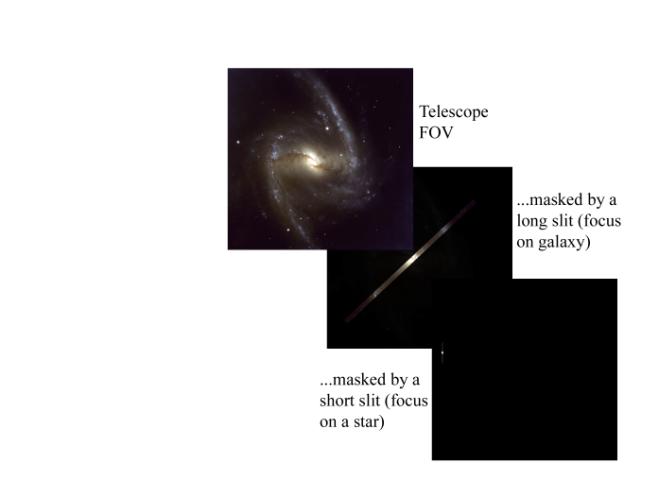 Telescope
FOV
...masked by a
long slit (focus
on galaxy)
...masked by a
short slit (focus
on a star)